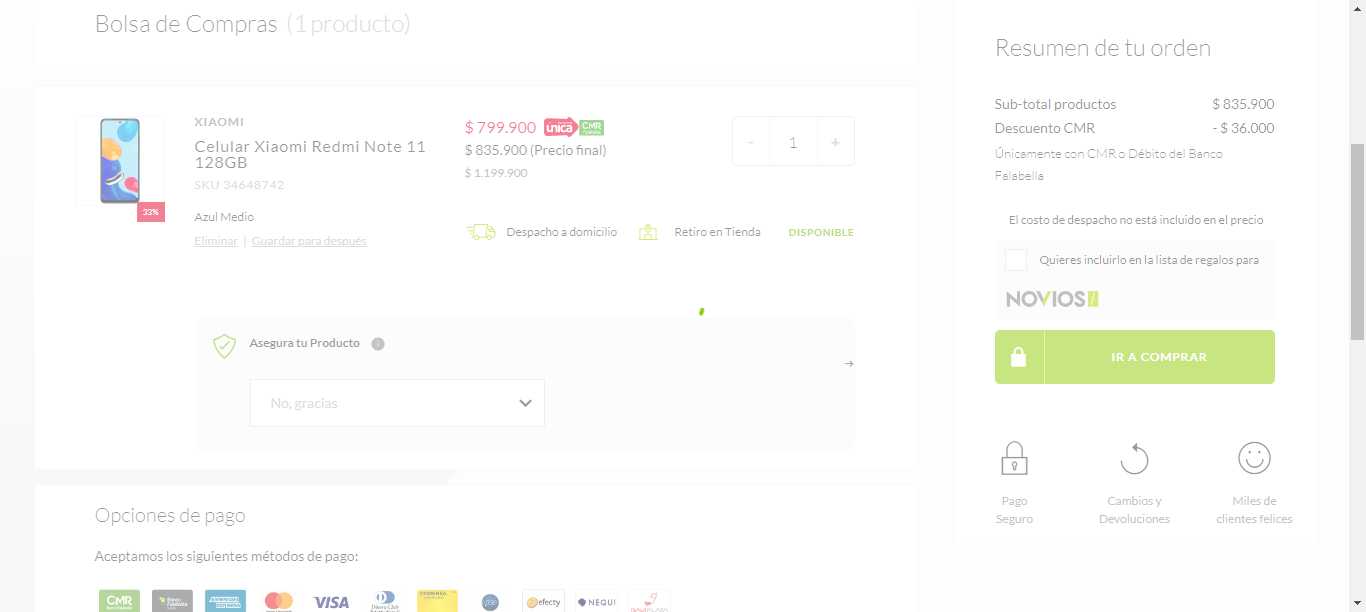 Bolsa de Compras (1 producto)
XIAOMI
Celular Xiaomi Redmi Note 11
128GB
SKU 34648742
33%
Azul Medio
Eliminar | Guardar para después
$ 799.900 unica CMR
$ 835.900 (Precio final)
$ 1.199.900
- 1 +
Despacho a domicilio
Retiro en Tienda
DISPONIBLE
Asegura tu Producto
No, gracias
Opciones de pago
Aceptamos los siguientes métodos de pago:
CMR
VISA
Diners Club
CODENSA
efecty
NEQUI
Resumen de tu orden
Sub-total productos $ 835.900
Descuento CMR - $ 36.000
Únicamente con CMR o Débito del Banco
Falabella
El costo de despacho no está incluido en el precio
Quieres incluirlo en la lista de regalos para
NOVIOS
IR A COMPRAR
Pago
Seguro
Cambios y
Devoluciones
Miles de
clientes felices